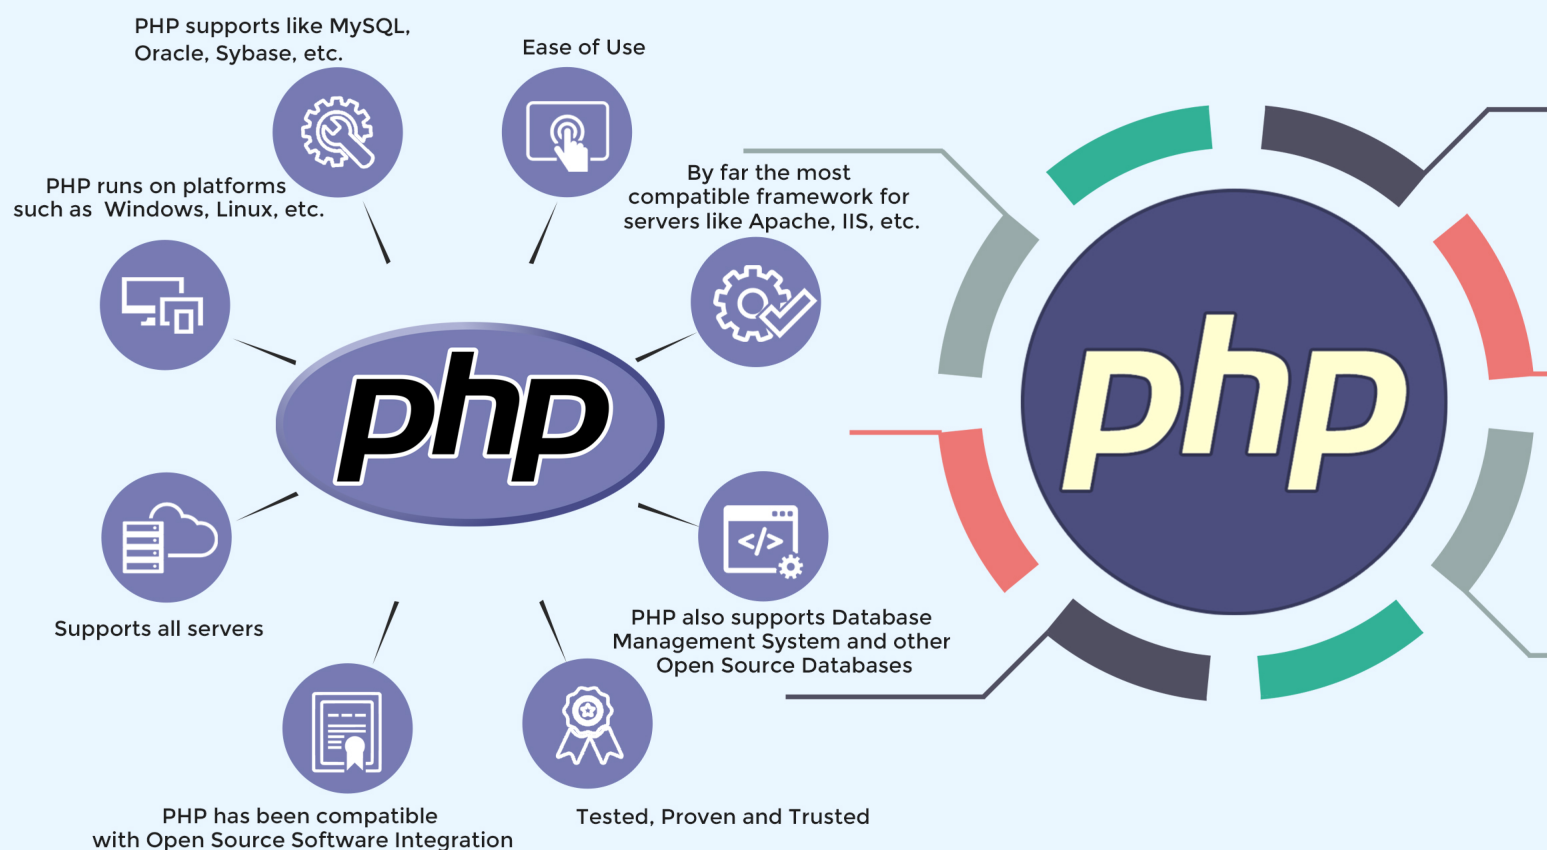 PHP supports like MySQL,
Oracle, Sybase, etc.
Ease of Use
By far the most
compatible framework for
servers like Apache, IIS, etc.
PHP runs on platforms
such as Windows, Linux, etc.
php
php
</>
Supports all servers
PHP also supports Database
Management System and other
Open Source Databases
PHP has been compatible
with Open Source Software Integration
Tested, Proven and Trusted